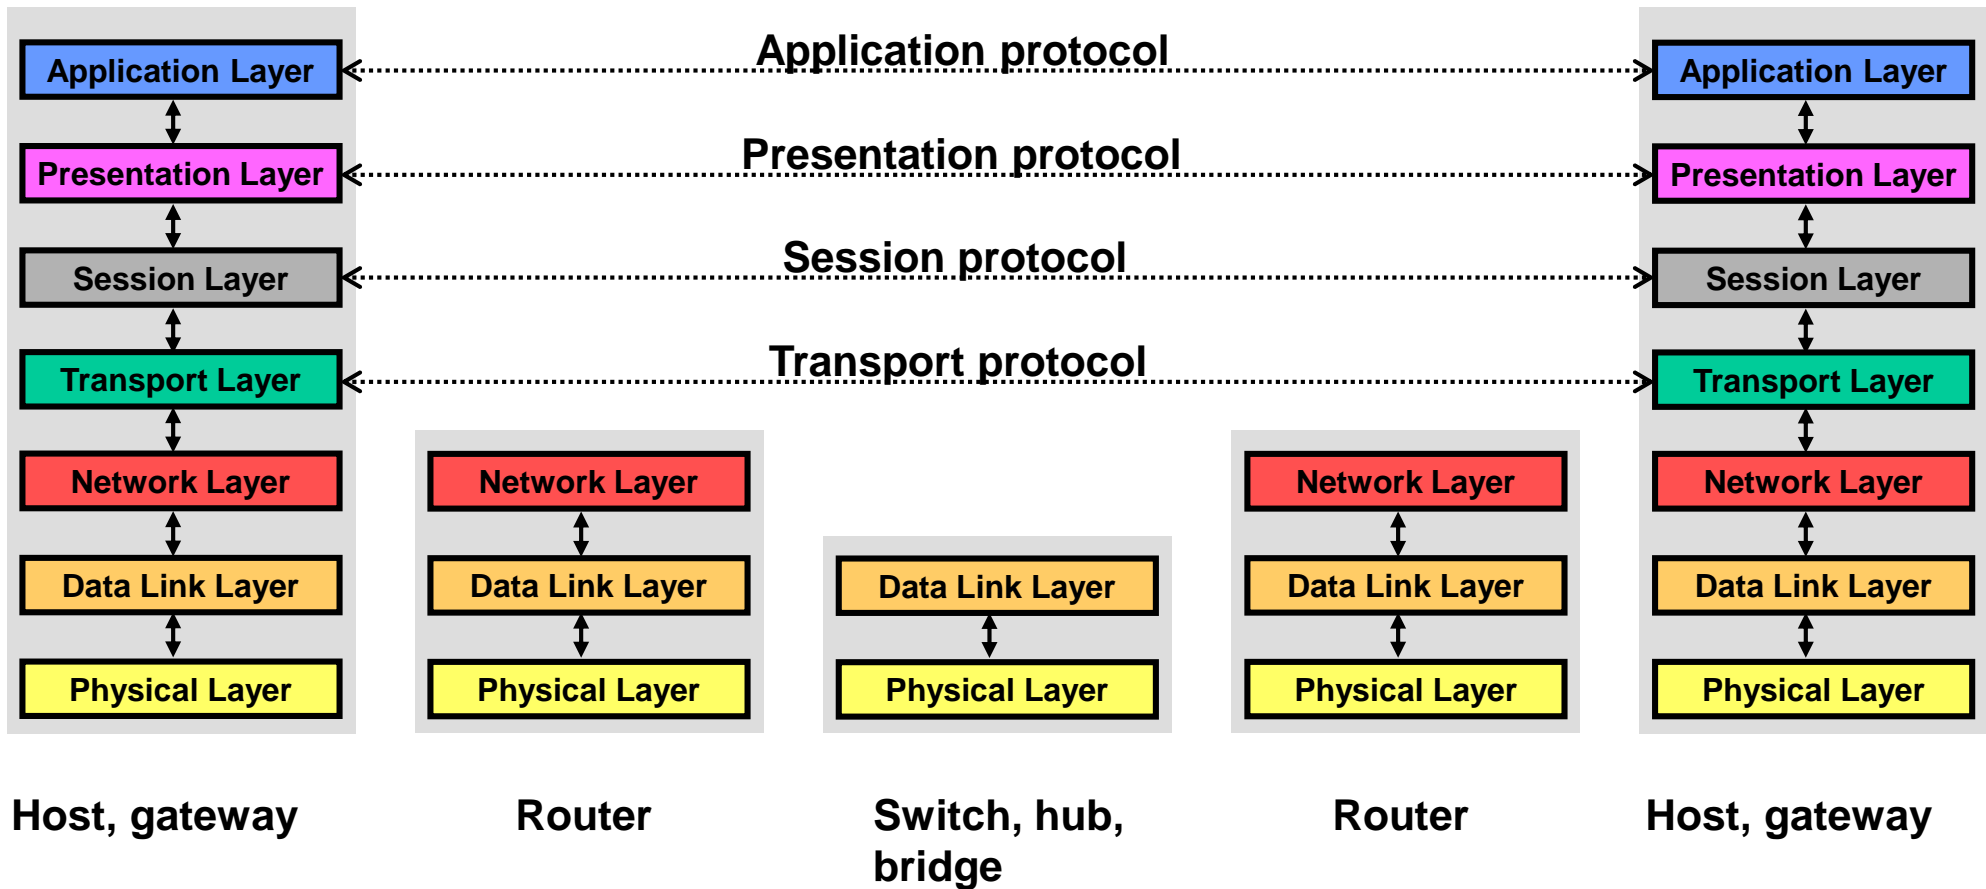 Application Layer
Application protocol
Application Layer
Presentation Layer
Presentation protocol
Presentation Layer
Session Layer
Session protocol
Session Layer
Transport Layer
Transport protocol
Transport Layer
Network Layer
Network Layer
Network Layer
Network Layer
Data Link Layer
Data Link Layer
Data Link Layer
Data Link Layer
Data Link Layer
Physical Layer
Physical Layer
Physical Layer
Physical Layer
Physical Layer
Host, gateway
Router
Switch, hub,
bridge
Router
Host, gateway